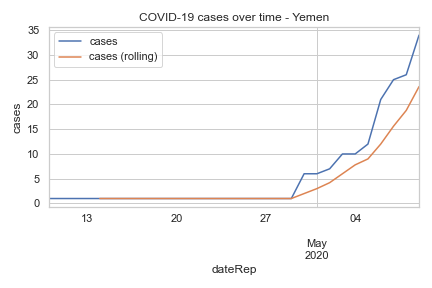 COVID-19 cases over time - Yemen
cases
cases (rolling)
cases
35
30
25
20
15
10
5
0
13
20
27
04
May
2020
dateRep